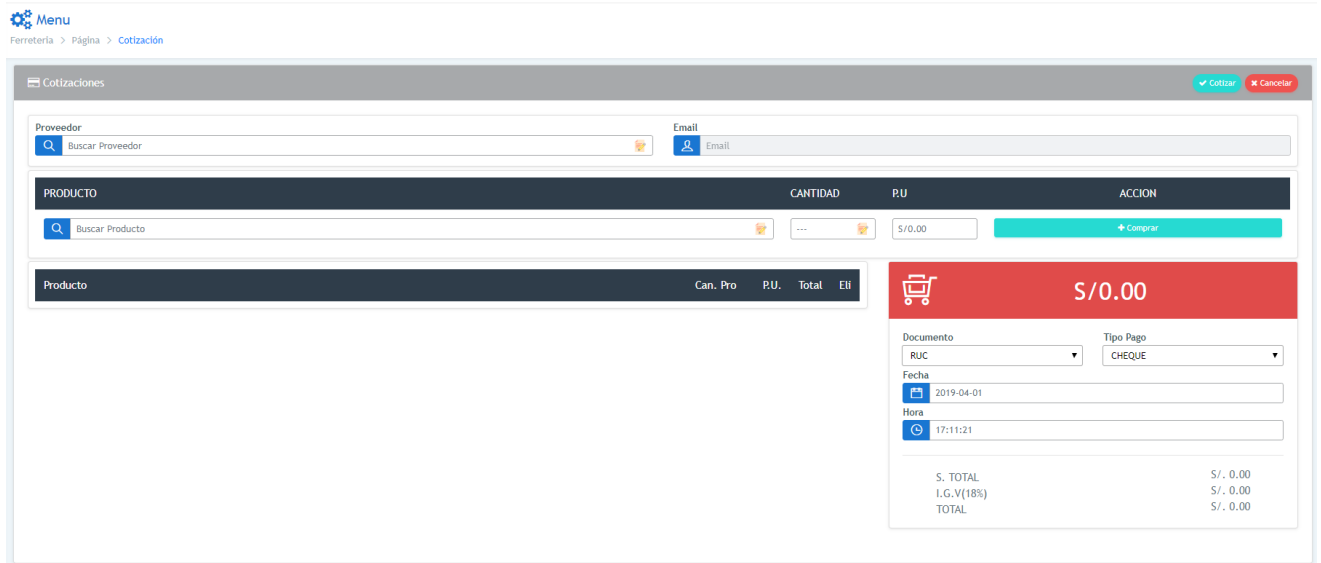 Menu
Ferreteria > Página > Cotización
Cotizaciones
Cotizar
Cancelar
Proveedor
Buscar Proveedor
Email
Email
PRODUCTO CANTIDAD P.U ACCION
Buscar Producto --- S/0.00 + Comprar
Producto Can. Pro P.U. Total Eli
S/0.00
Documento Tipo Pago
RUC CHEQUE
Fecha
2019-04-01
Hora
17:11:21
S. TOTAL S/. 0.00
I.G.V(18%) S/. 0.00
TOTAL S/. 0.00